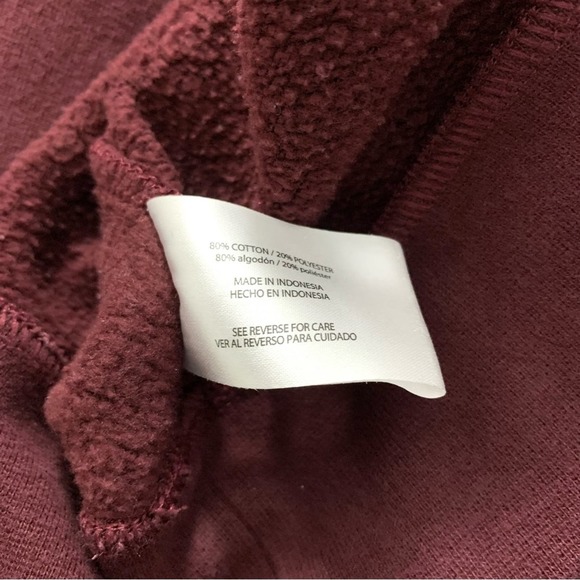 80% COTTON / 20% POLYESTER
80% algodón / 20% poliéster
MADE IN INDONESIA
HECHO EN INDONESIA
SEE REVERSE FOR CARE
VER AL REVERSO PARA CUIDADO